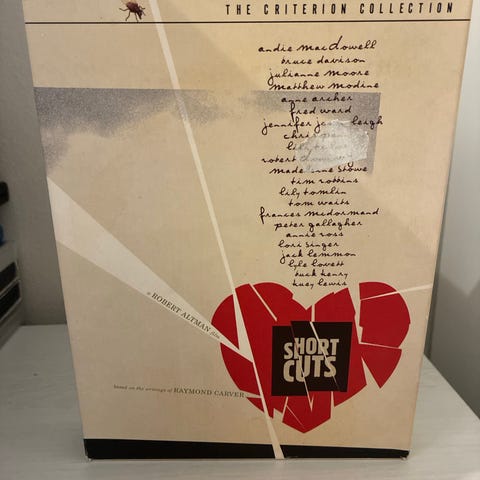 THE CRITERION COLLECTION
andie macdowell
bruce davison
julianne moore
matthew modine
anne archer
fred ward
jennifer jason leigh
chris
lili
robert
madeleine stowe
tim robbins
lily tomlin
tom waits
frances mcdormand
peter gallagher
annie ross
lori singer
jack lemmon
lyle lovett
buck henry
huey lewis
a ROBERT ALTMAN film
SHORT
CUTS
based on the writings of RAYMOND CARVER